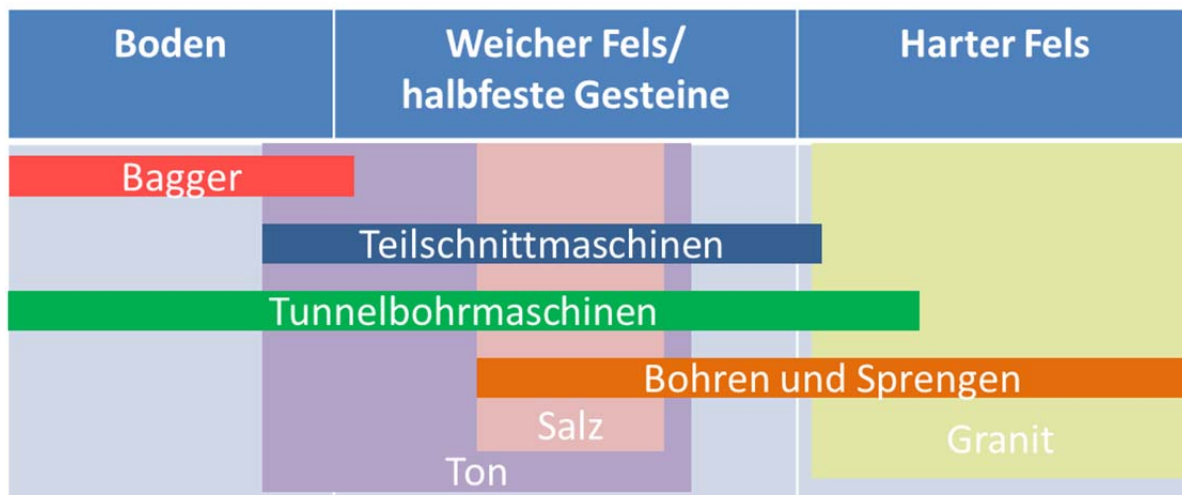 Boden
Weicher Fels/
halbfeste Gesteine
Harter Fels
Bagger
Teilschnittmaschinen
Tunnelbohrmaschinen
Bohren und Sprengen
Salz
Granit
Ton